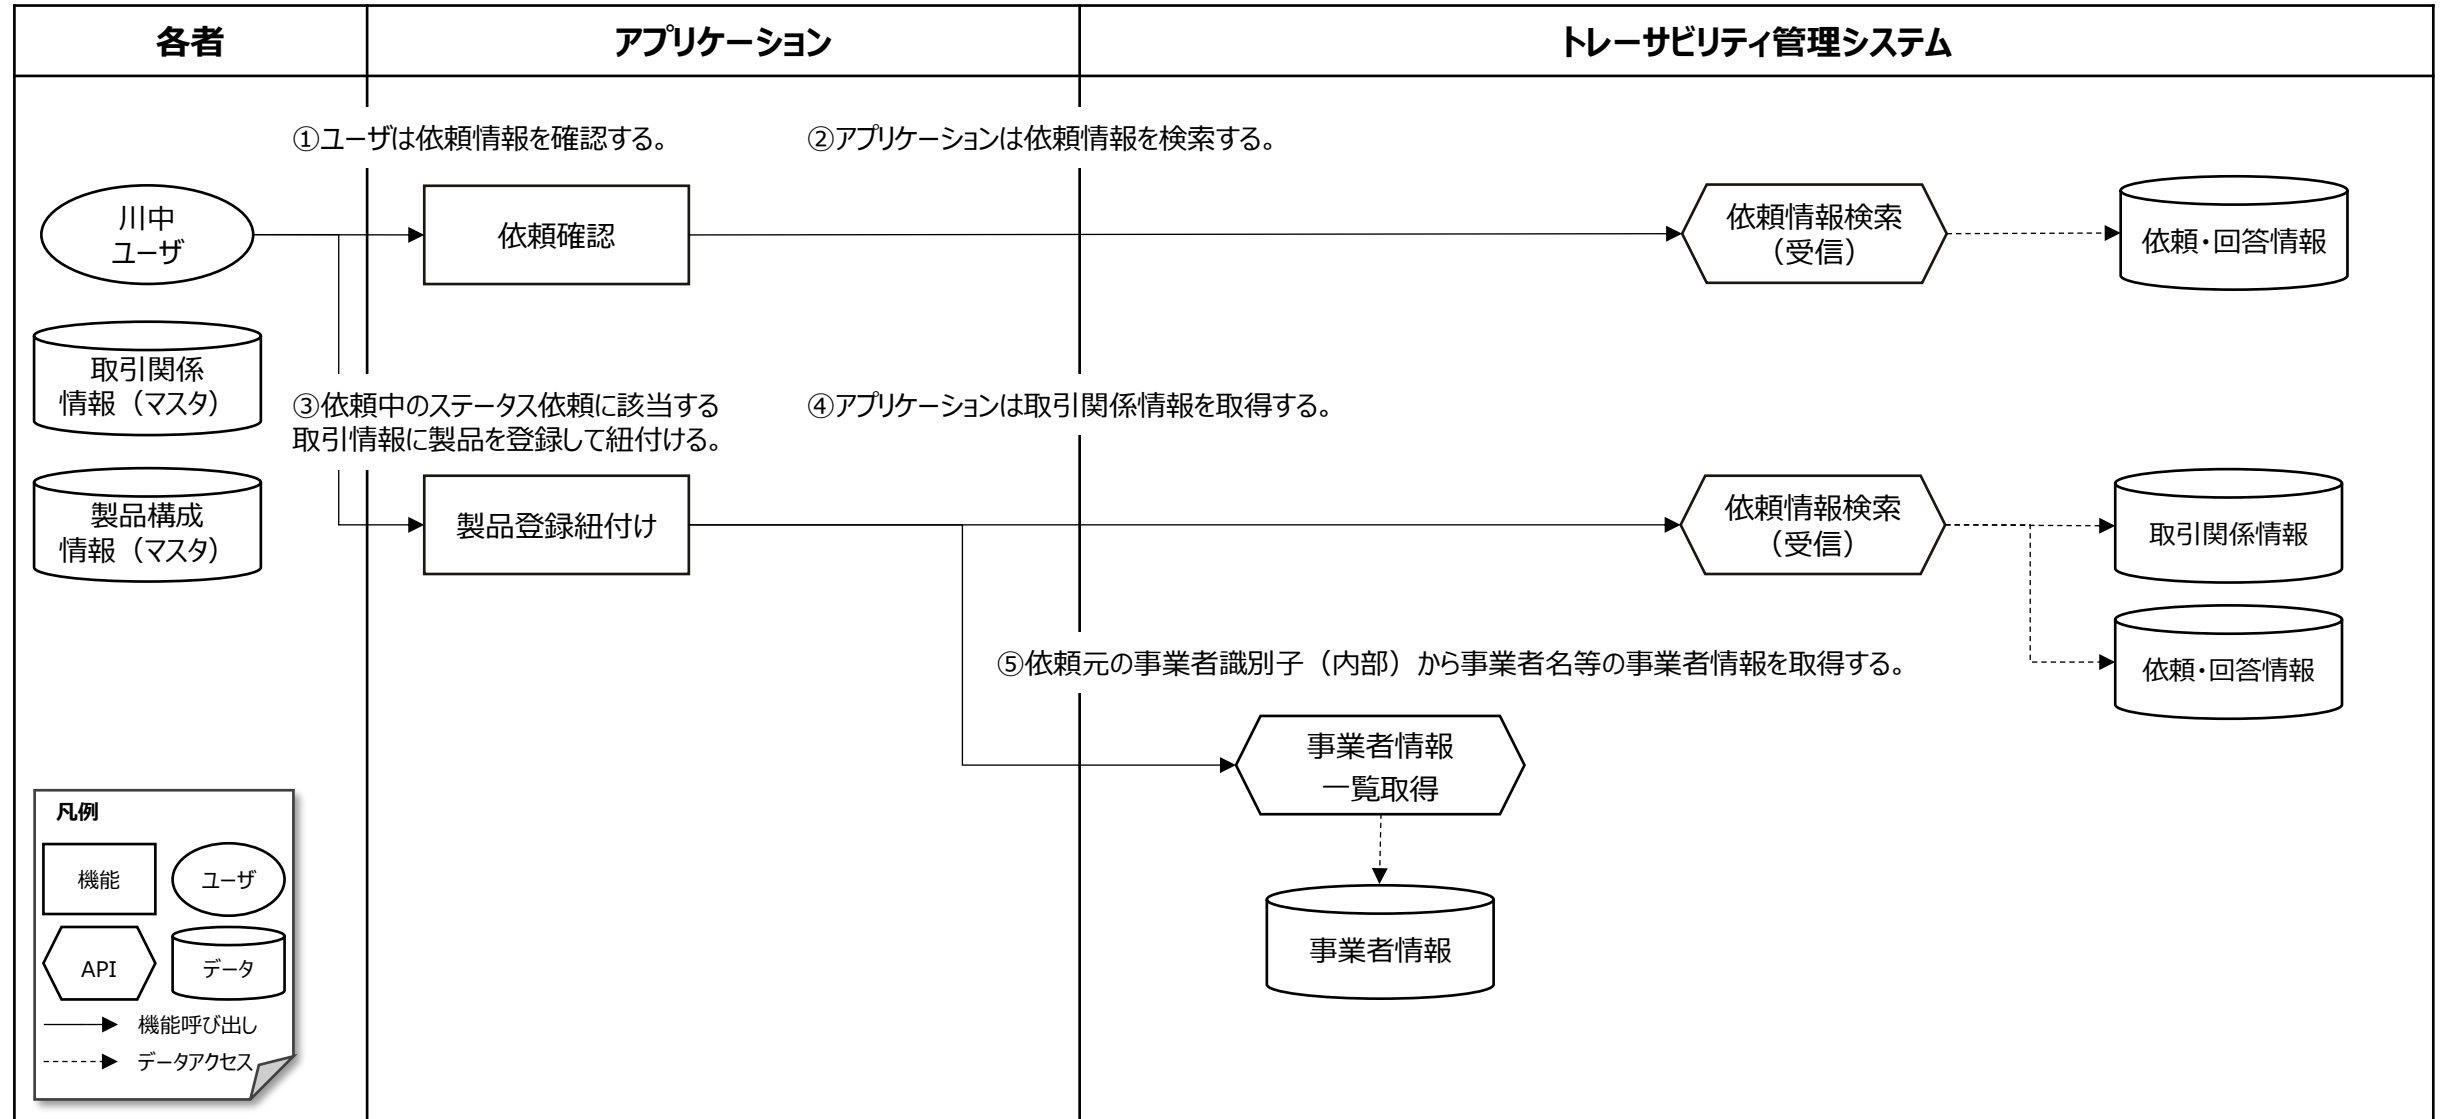 各者
アプリケーション
トレーサビリティ管理システム
①ユーザは依頼情報を確認する。
②アプリケーションは依頼情報を検索する。
川中
ユーザ
依頼確認
依頼情報検索
（受信）
依頼・回答情報
取引関係
情報（マスタ）
③依頼中のステータス依頼に該当する
取引情報に製品を登録して紐付ける。
④アプリケーションは取引関係情報を取得する。
製品構成
情報（マスタ）
製品登録紐付け
依頼情報検索
（受信）
取引関係情報
依頼・回答情報
⑤依頼元の事業者識別子（内部）から事業者名等の事業者情報を取得する。
事業者情報
一覧取得
事業者情報
凡例
機能
ユーザ
API
データ
機能呼び出し
データアクセス